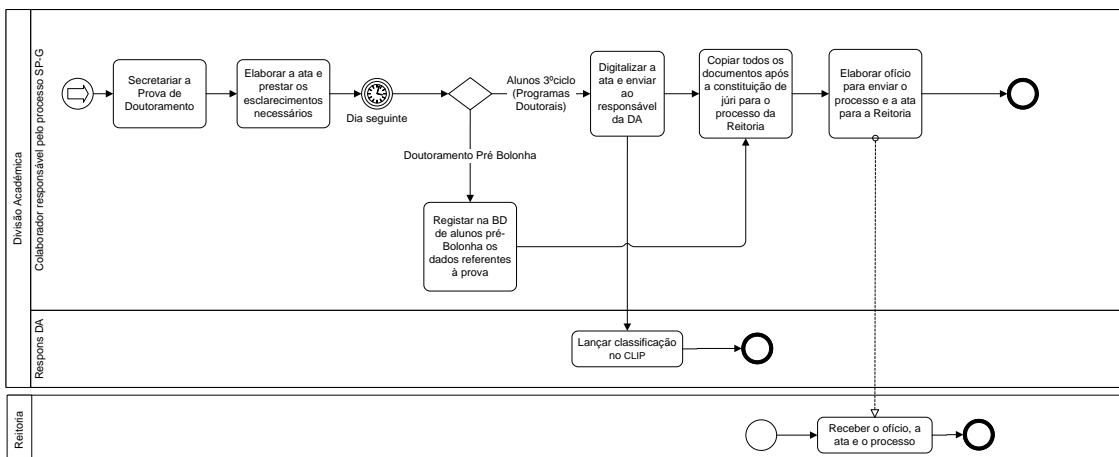 Divisão Académica
Colaborador responsável pelo processo SP-G
Secretariar a
Prova de
Doutoramento
Elaborar a ata e
prestar os
esclarecimentos
necessários
Dia seguinte
Alunos 3ºciclo
(Programas
Doutorais)
Doutoramento Pré Bolonha
Digitalizar a
ata e enviar
ao
responsável
da DA
Copiar todos os
documentos após
a constituição de
júri para o
processo da
Reitoria
Elaborar ofício
para enviar o
processo e a ata
para a Reitoria
Registar na BD
de alunos pré-
Bolonha os
dados referentes
à prova
Respons DA
Lançar classificação
no CLIP
Reitoria
Receber o ofício, a
ata e o processo